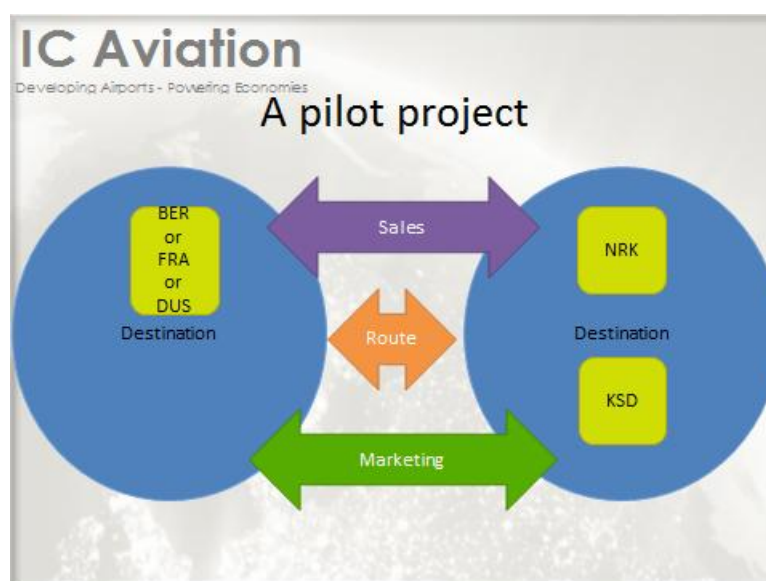 IC Aviation
Developing Airports - Powering Economies
A pilot project
BER
or
FRA
or
DUS
Destination
Sales
Route
Marketing
NRK
Destination
KSD